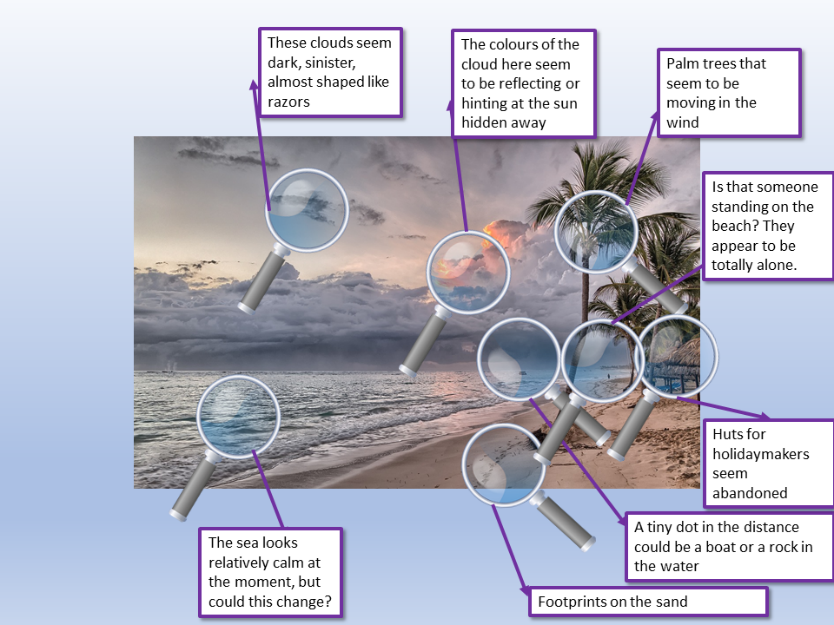 These clouds seem
dark, sinister,
almost shaped like
razors
The colours of the
cloud here seem
to be reflecting or
hinting at the sun
hidden away
Palm trees that
seem to be
moving in the
wind
Is that someone
standing on the
beach? They
appear to be
totally alone.
Huts for
holidaymakers
seem
abandoned
A tiny dot in the distance
could be a boat or a rock in
the water
The sea looks
relatively calm at
the moment, but
could this change?
Footprints on the sand